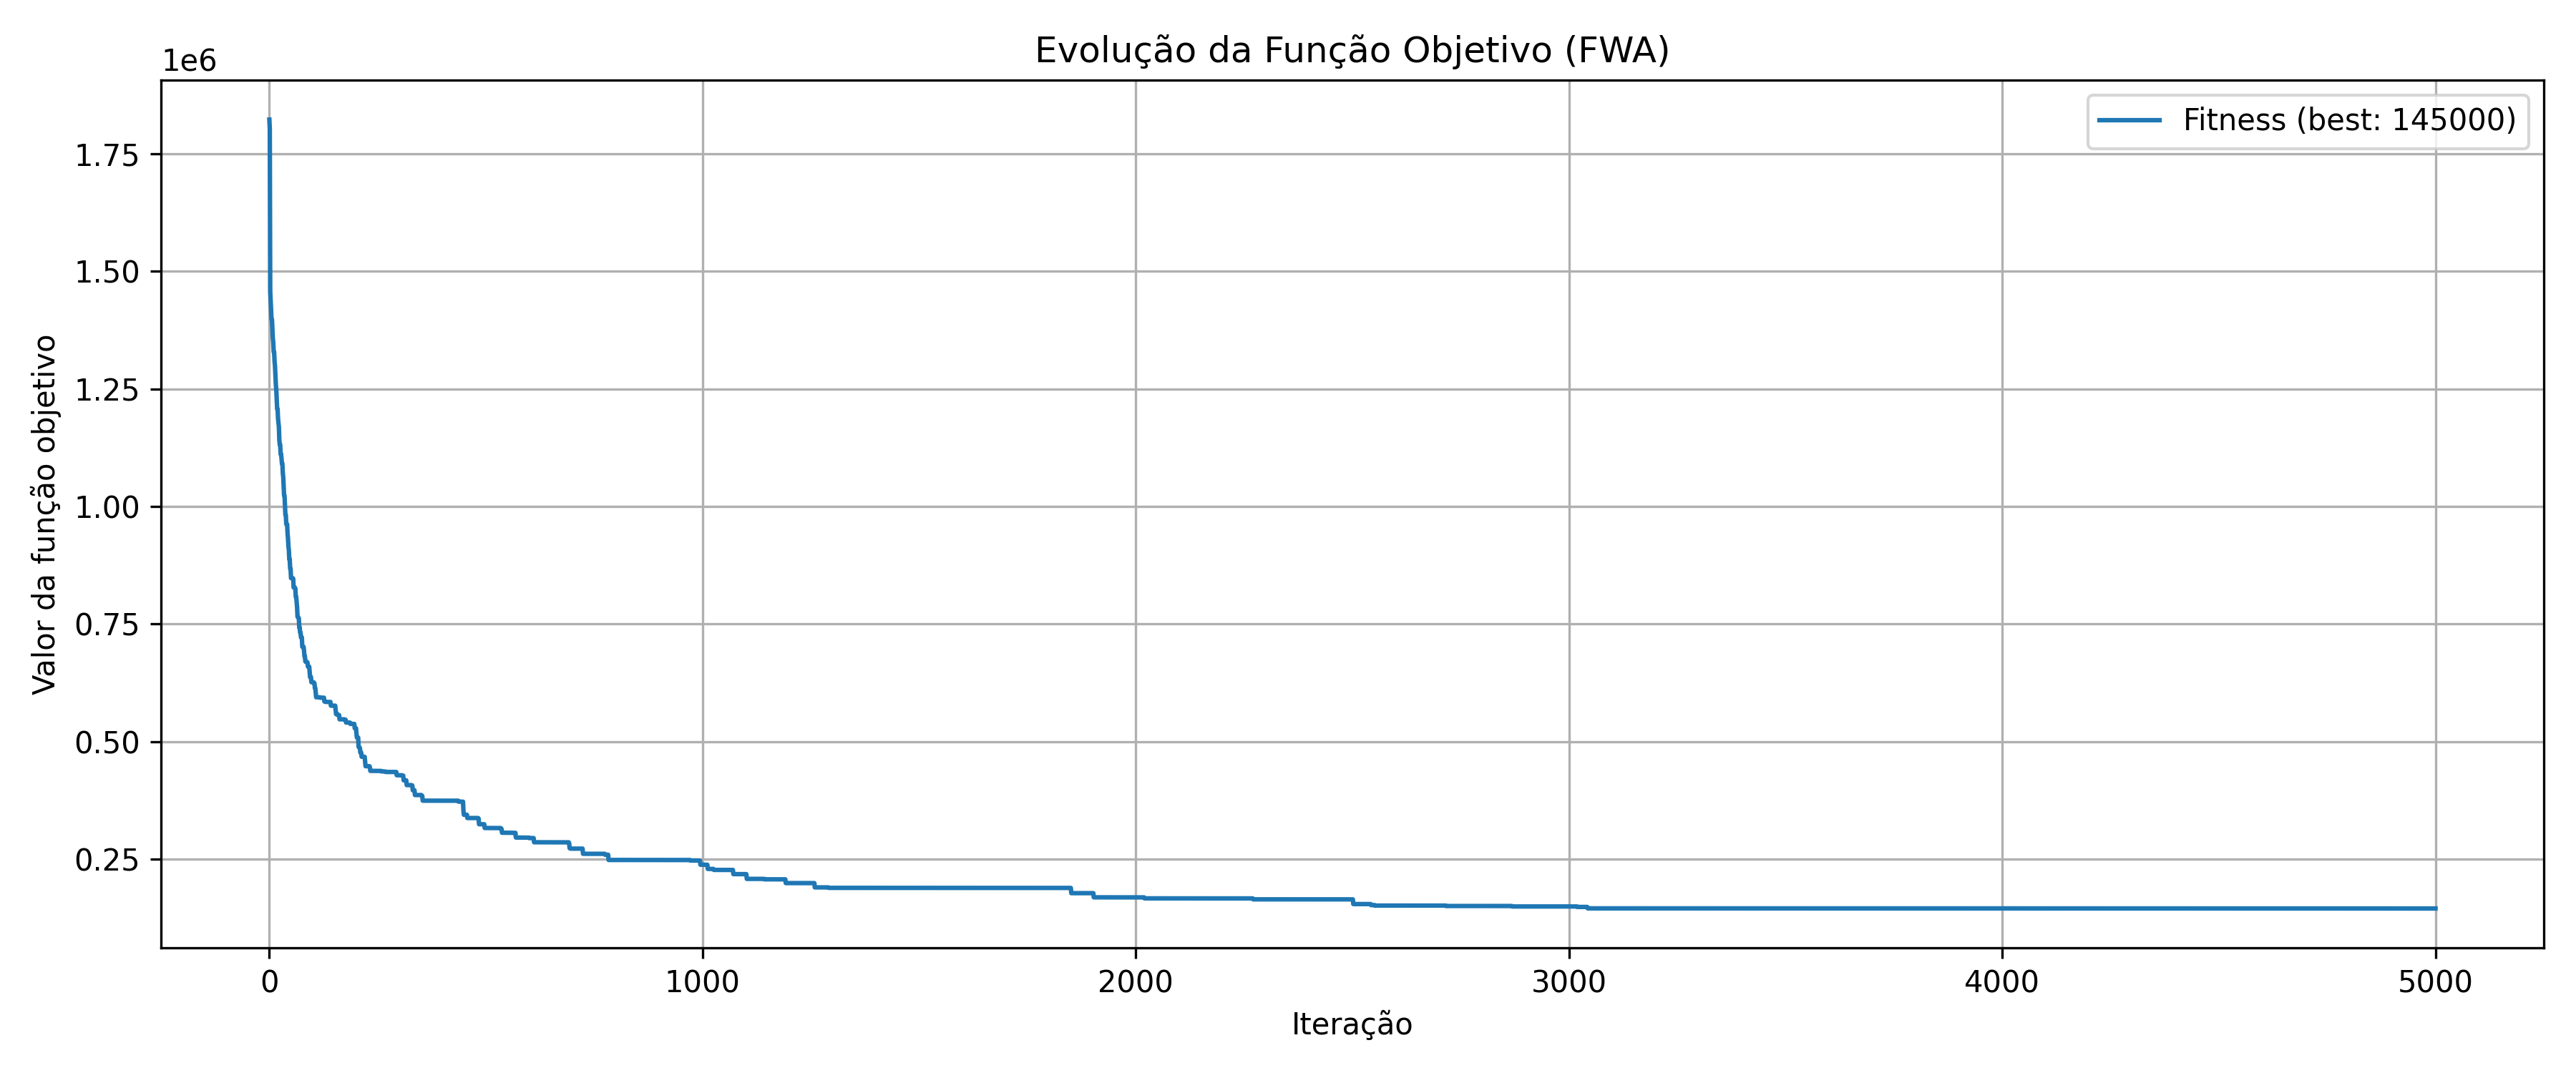 Evolução da Função Objetivo (FWA)
1e6
Fitness (best: 145000)
1.75
1.50
1.25
1.00
0.75
0.50
0.25
Valor da função objetivo
0 1000 2000 3000 4000 5000
Iteração